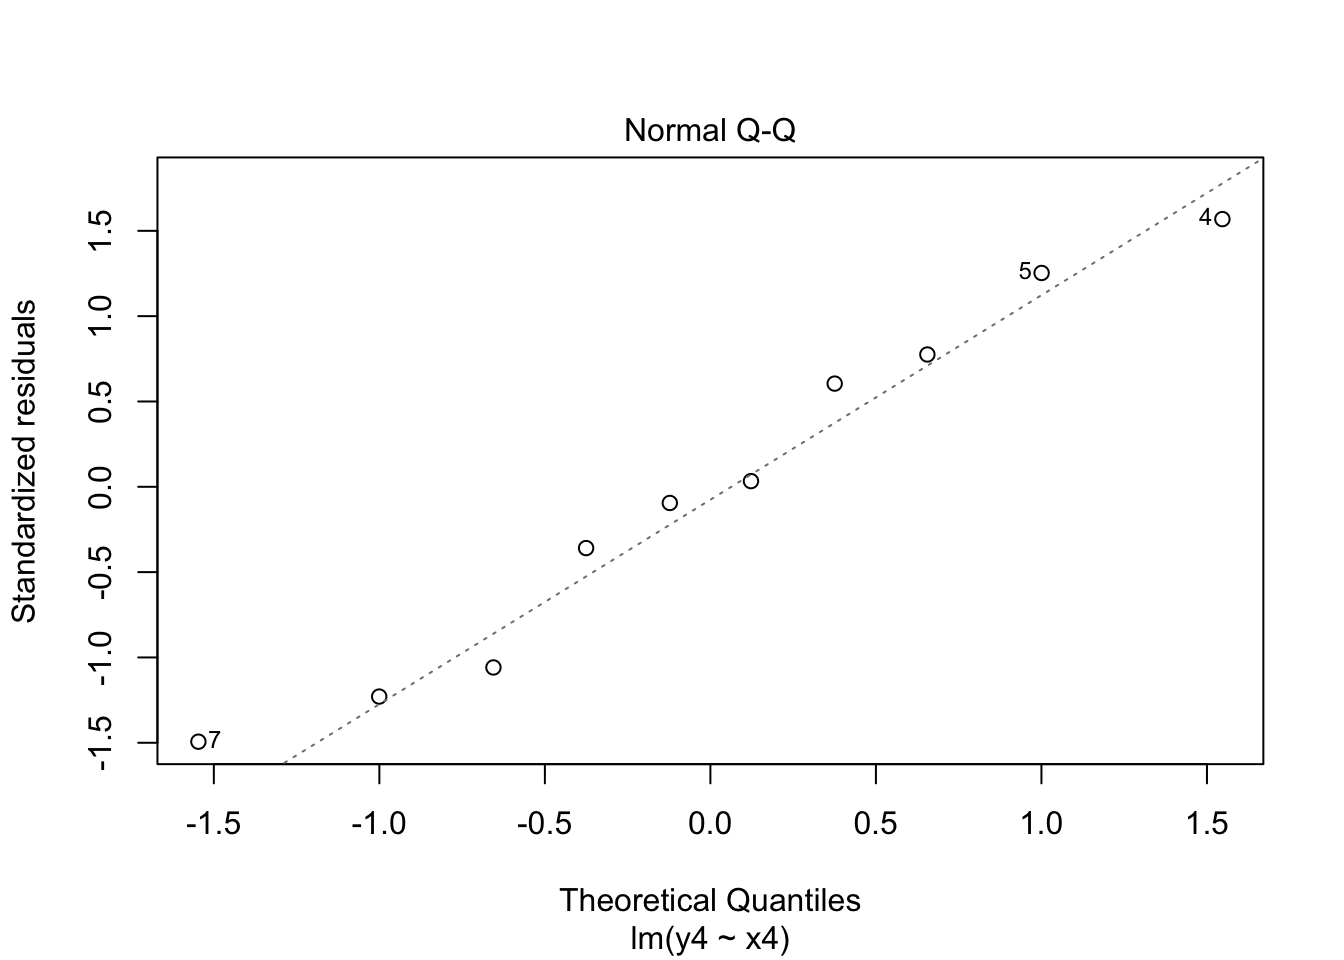 Normal Q-Q
Standardized residuals
1.5
1.0
0.5
0.0
-0.5
-1.0
-1.5
4
5
7
-1.5 -1.0 -0.5 0.0 0.5 1.0 1.5
Theoretical Quantiles
lm(y4 ~ x4)